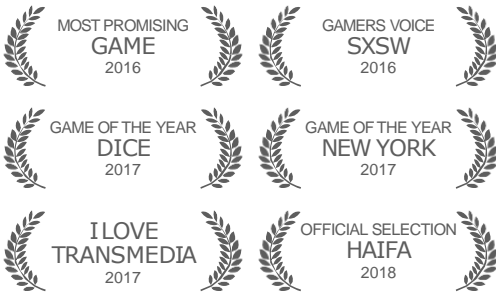 MOST PROMISING
GAME
2016
GAMERS VOICE
SXSW
2016
GAME OF THE YEAR
DICE
2017
GAME OF THE YEAR
NEW YORK
2017
I LOVE
TRANSMEDIA
2017
OFFICIAL SELECTION
HAIFA
2018